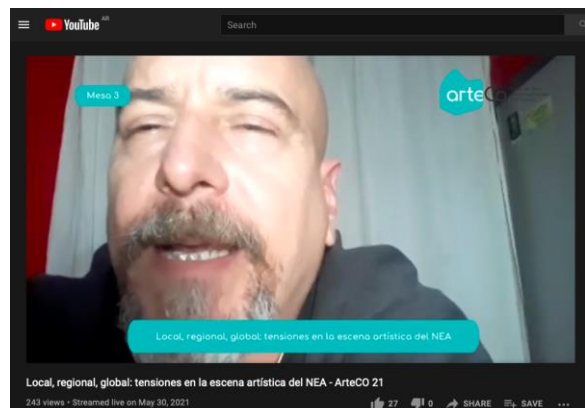 YouTube AR
Search
Mesa 3
arteCo
Local, regional, global: tensiones en la escena artística del NEA
Local, regional, global: tensiones en la escena artística del NEA - ArteCO 21
243 views • Streamed live on May 30, 2021
27
0
SHARE
SAVE